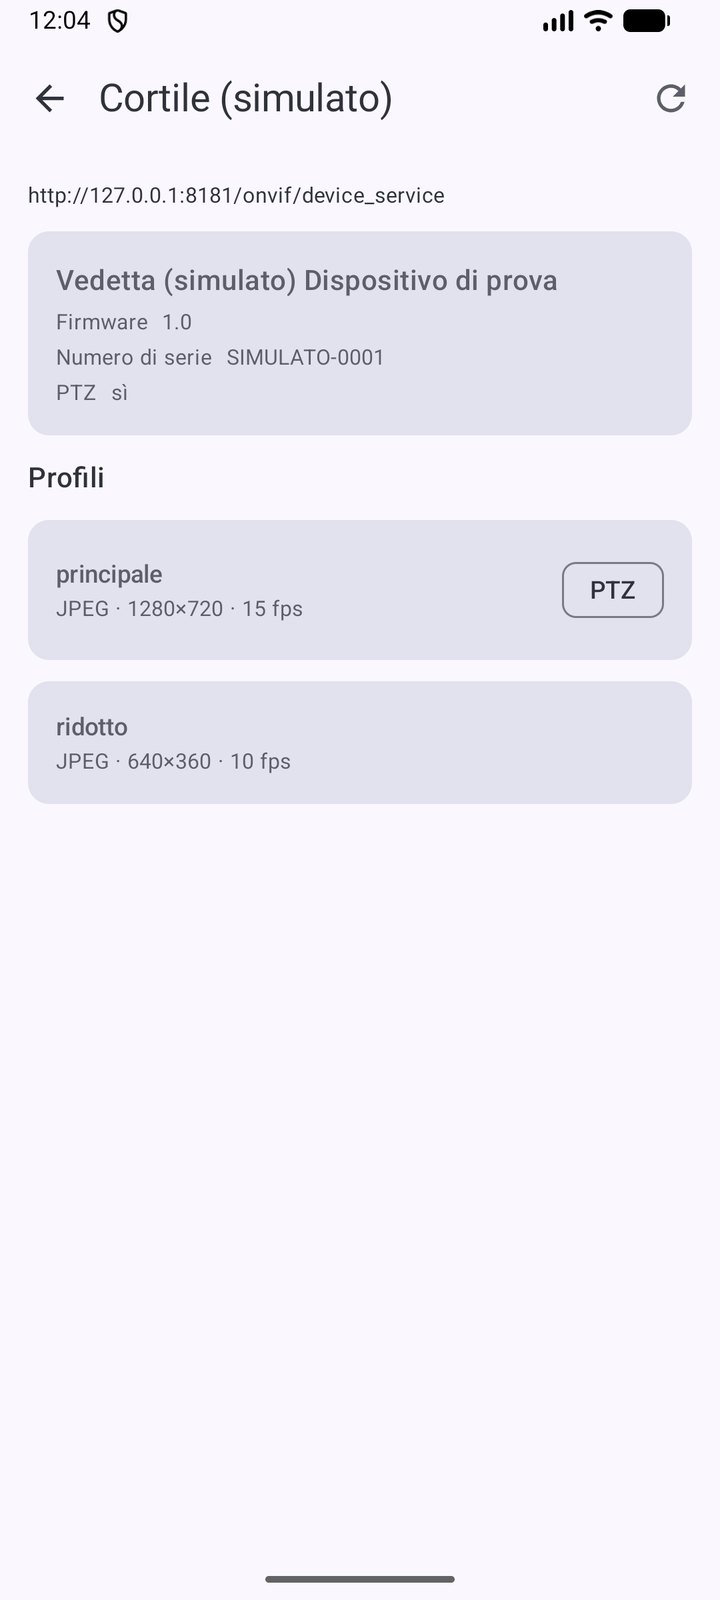 12:04
Cortile (simulato)
http://127.0.0.1:8181/onvif/device_service
Vedetta (simulato) Dispositivo di prova
Firmware 1.0
Numero di serie SIMULATO-0001
PTZ sì
Profili
principale
JPEG · 1280×720 · 15 fps
PTZ
ridotto
JPEG · 640×360 · 10 fps